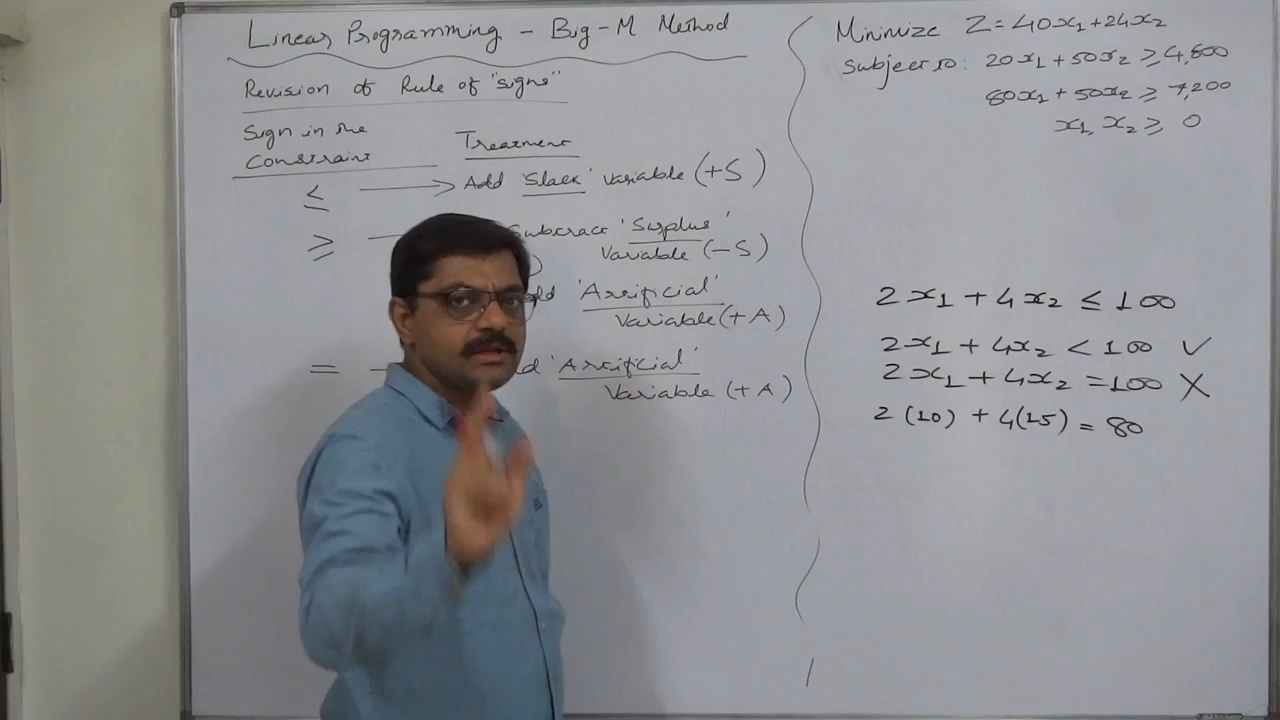 Linear Programming - Big-M Method
Revision of Rule of "Signs"
Sign in the
Constraint
Treatment
≤ → Add 'Slack' variable (+S)
≥ Subtract 'Surplus'
Variable (-S)
Add 'Artificial'
Variable (+A)
= 'Artificial'
Variable (+A)
Minimize Z = 40x₁ + 24x₂
Subject to: 20x₁ + 50x₂ ≥ 4,800
80x₁ + 50x₂ ≥ 7,200
x₁, x₂ ≥ 0
2x₁ + 4x₂ ≤ 100
2x₁ + 4x₂ < 100 ✓
2x₁ + 4x₂ = 100 X
2(10) + 4(15) = 80